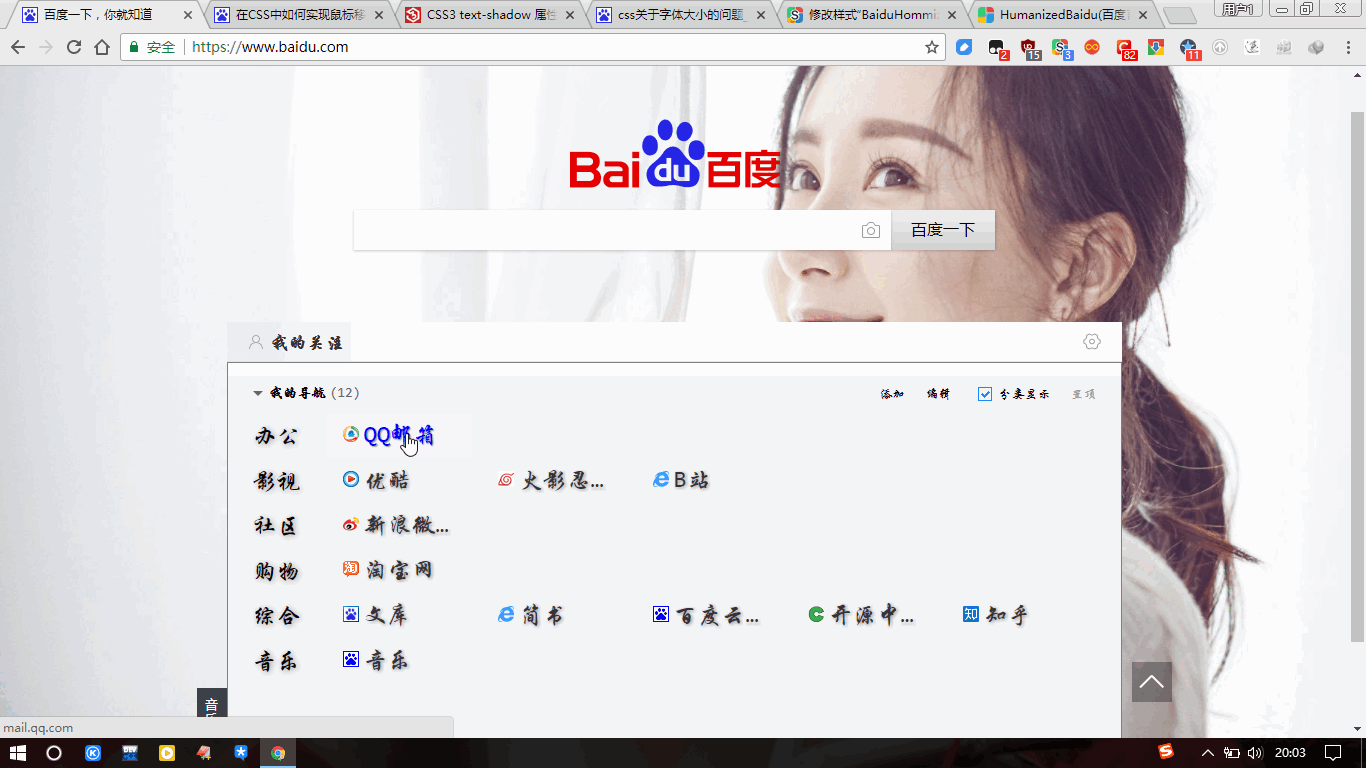 百度一下，你就知道
在CSS中如何实现鼠标移
CSS3 text-shadow 属性
css关于字体大小的问题_
修改样式"BaiduHommiz
HumanizedBaidu(百度
用户1
安全 https://www.baidu.com
2 15 3 82 11
Bai du 百度
百度一下
我的关注
我的导航 (12) 添加 编辑 分类显示 置顶
办公 QQ邮箱
影视 优酷 火影忍... B站
社区 新浪微...
购物 淘 淘宝网
综合 文库 简书 百度云... 开源中... 知 知乎
音乐 音乐
音
mail.qq.com
20:03